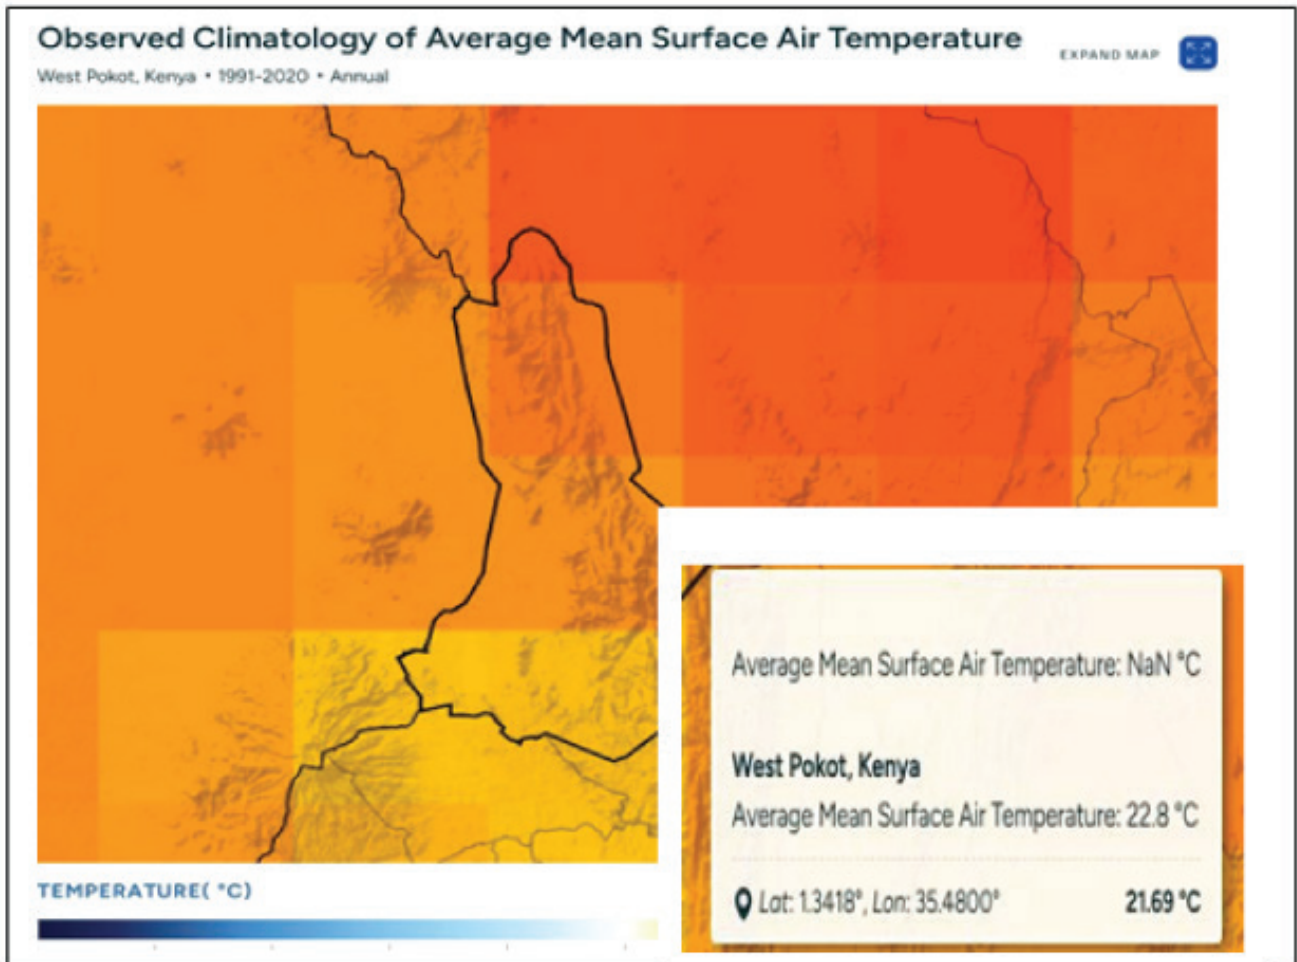 Observed Climatology of Average Mean Surface Air Temperature
EXPAND MAP
West Pokot, Kenya • 1991-2020 • Annual
Average Mean Surface Air Temperature: NaN °C
West Pokot, Kenya
Average Mean Surface Air Temperature: 22.8 °C
Lat: 1.3418°, Lon: 35.4800° 21.69 °C
TEMPERATURE( °C)